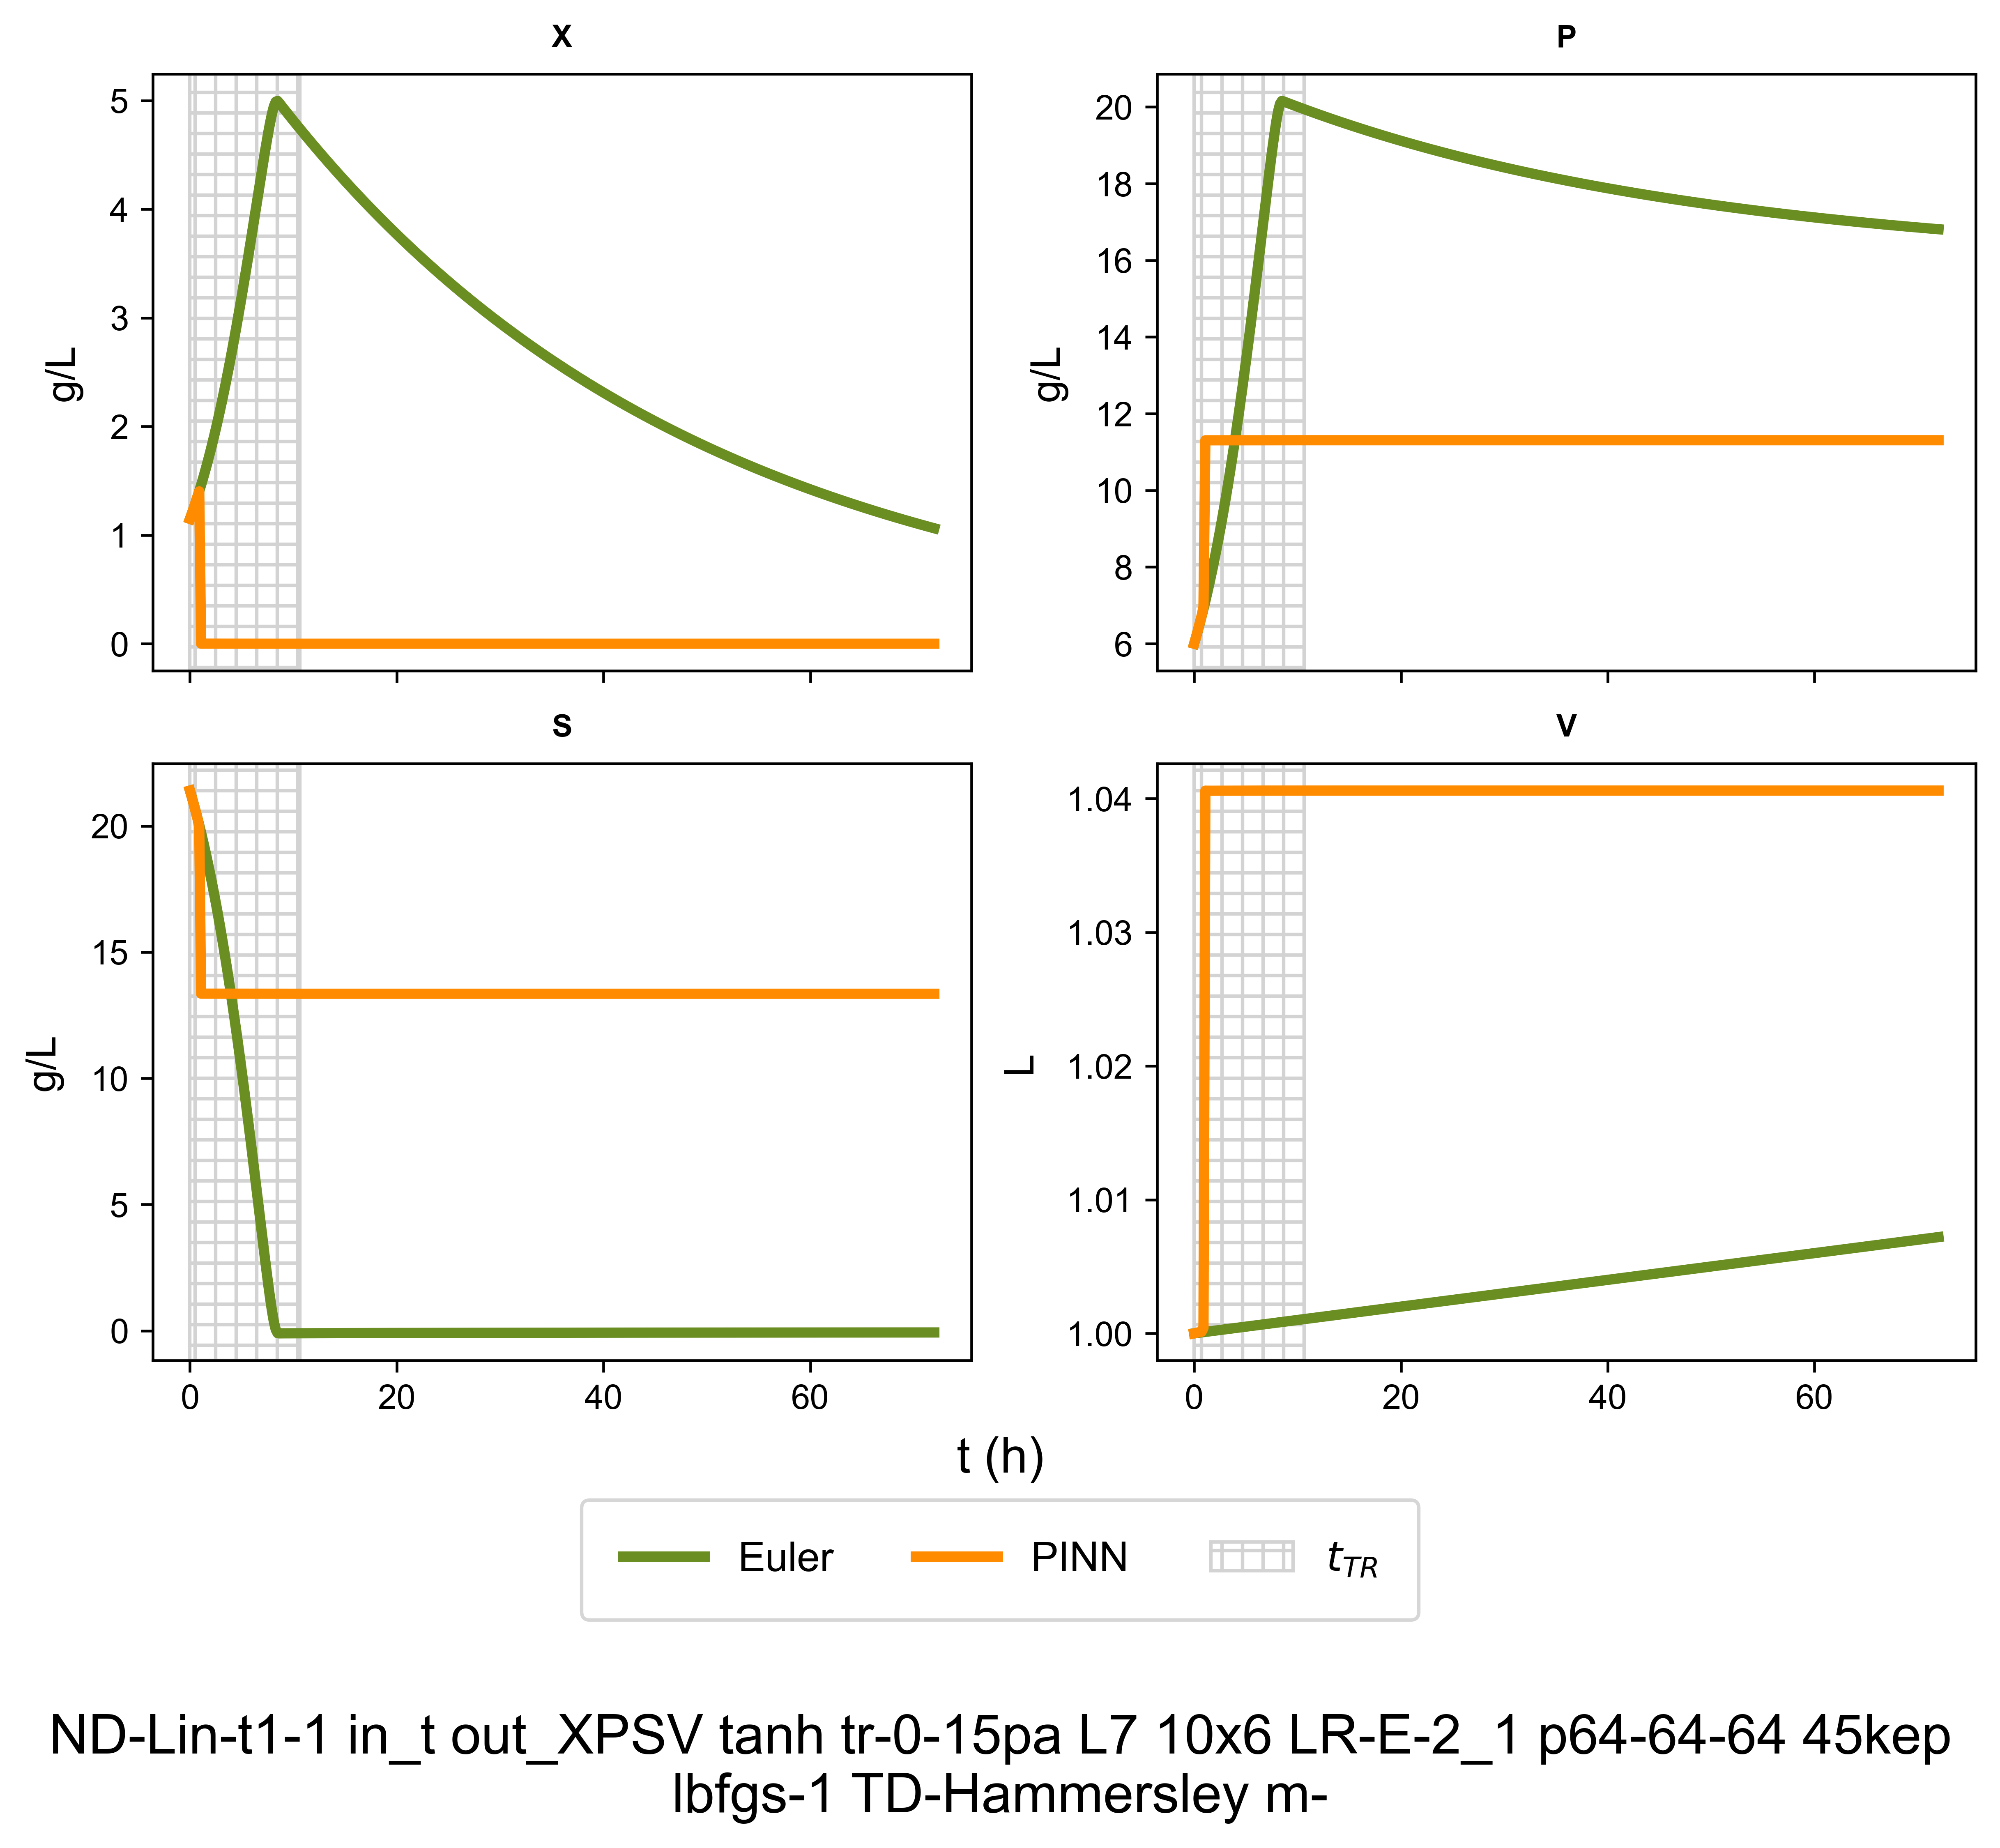 X
P
5
4
3
2
1
0
g/L
20
18
16
14
12
10
8
6
g/L
S
V
20
15
10
5
0
g/L
1.04
1.03
1.02
1.01
1.00
L
0 20 40 60
0 20 40 60
t (h)
Euler PINN t_TR
ND-Lin-t1-1 in_t out_XPSV tanh tr-0-15pa L7 10x6 LR-E-2_1 p64-64-64 45kep
lbfgs-1 TD-Hammersley m-